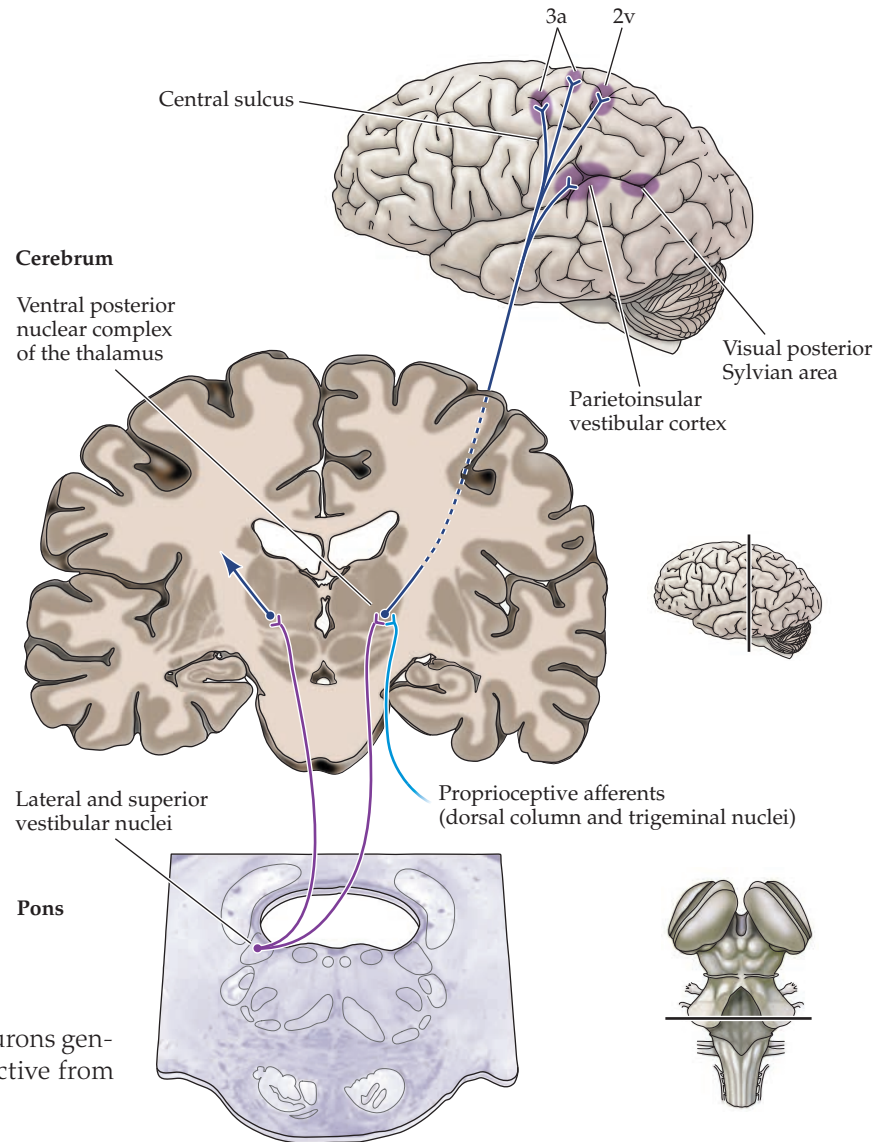 3a
2v
Central sulcus
Cerebrum
Ventral posterior
nuclear complex
of the thalamus
Visual posterior
Sylvian area
Parietoinsular
vestibular cortex
Lateral and superior
vestibular nuclei
Proprioceptive afferents
(dorsal column and trigeminal nuclei)
Pons
urons gen-
ctive from